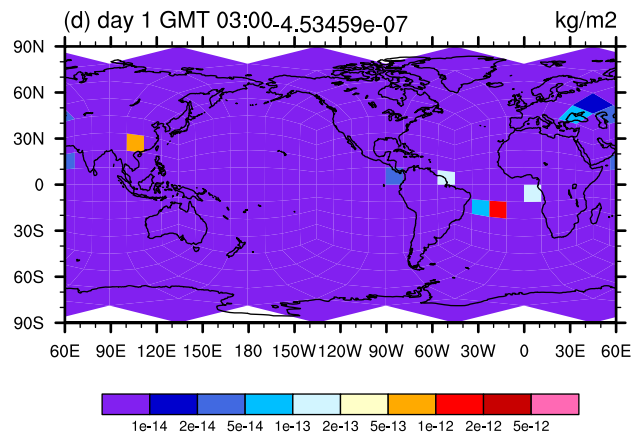 (d) day 1 GMT 03:00-4.53459e-07 kg/m2
90N
60N
30N
0
30S
60S
90S
60E 90E 120E 150E 180 150W 120W 90W 60W 30W 0 30E 60E
1e-14 2e-14 5e-14 1e-13 2e-13 5e-13 1e-12 2e-12 5e-12